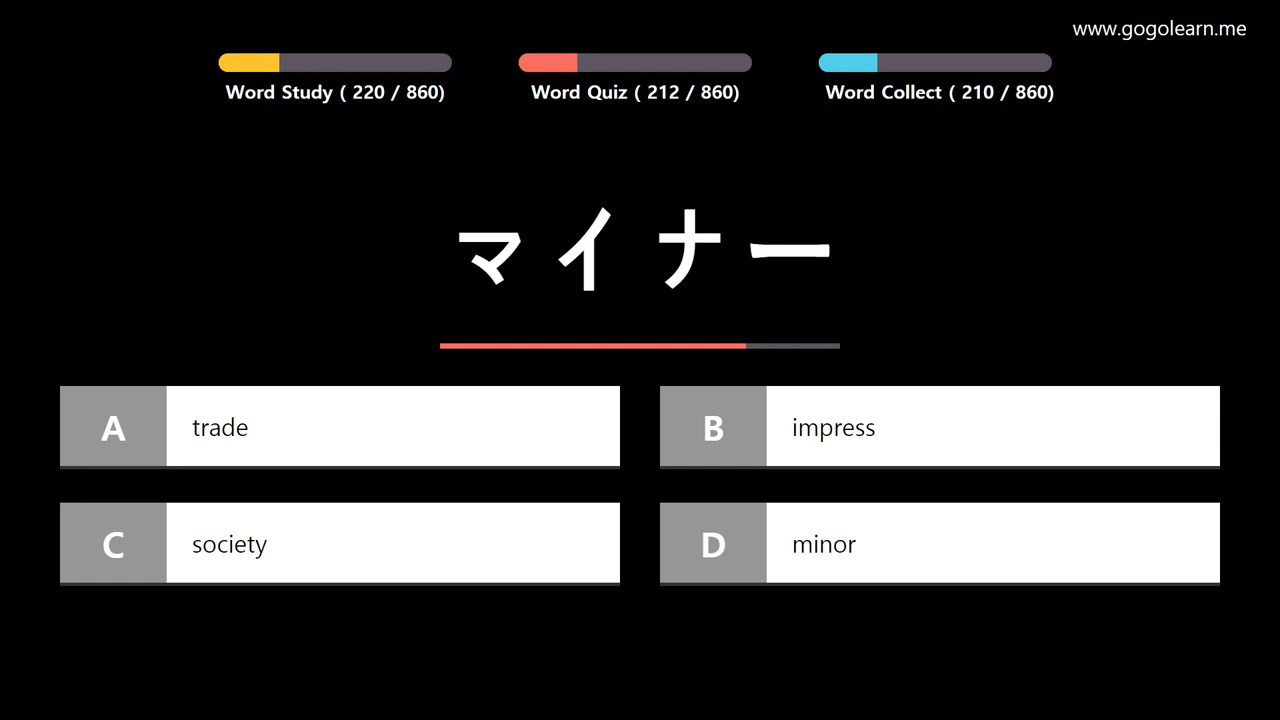 www.gogolearn.me
Word Study ( 220 / 860) Word Quiz ( 212 / 860) Word Collect ( 210 / 860)
マイナー
A trade
B impress
C society
D minor